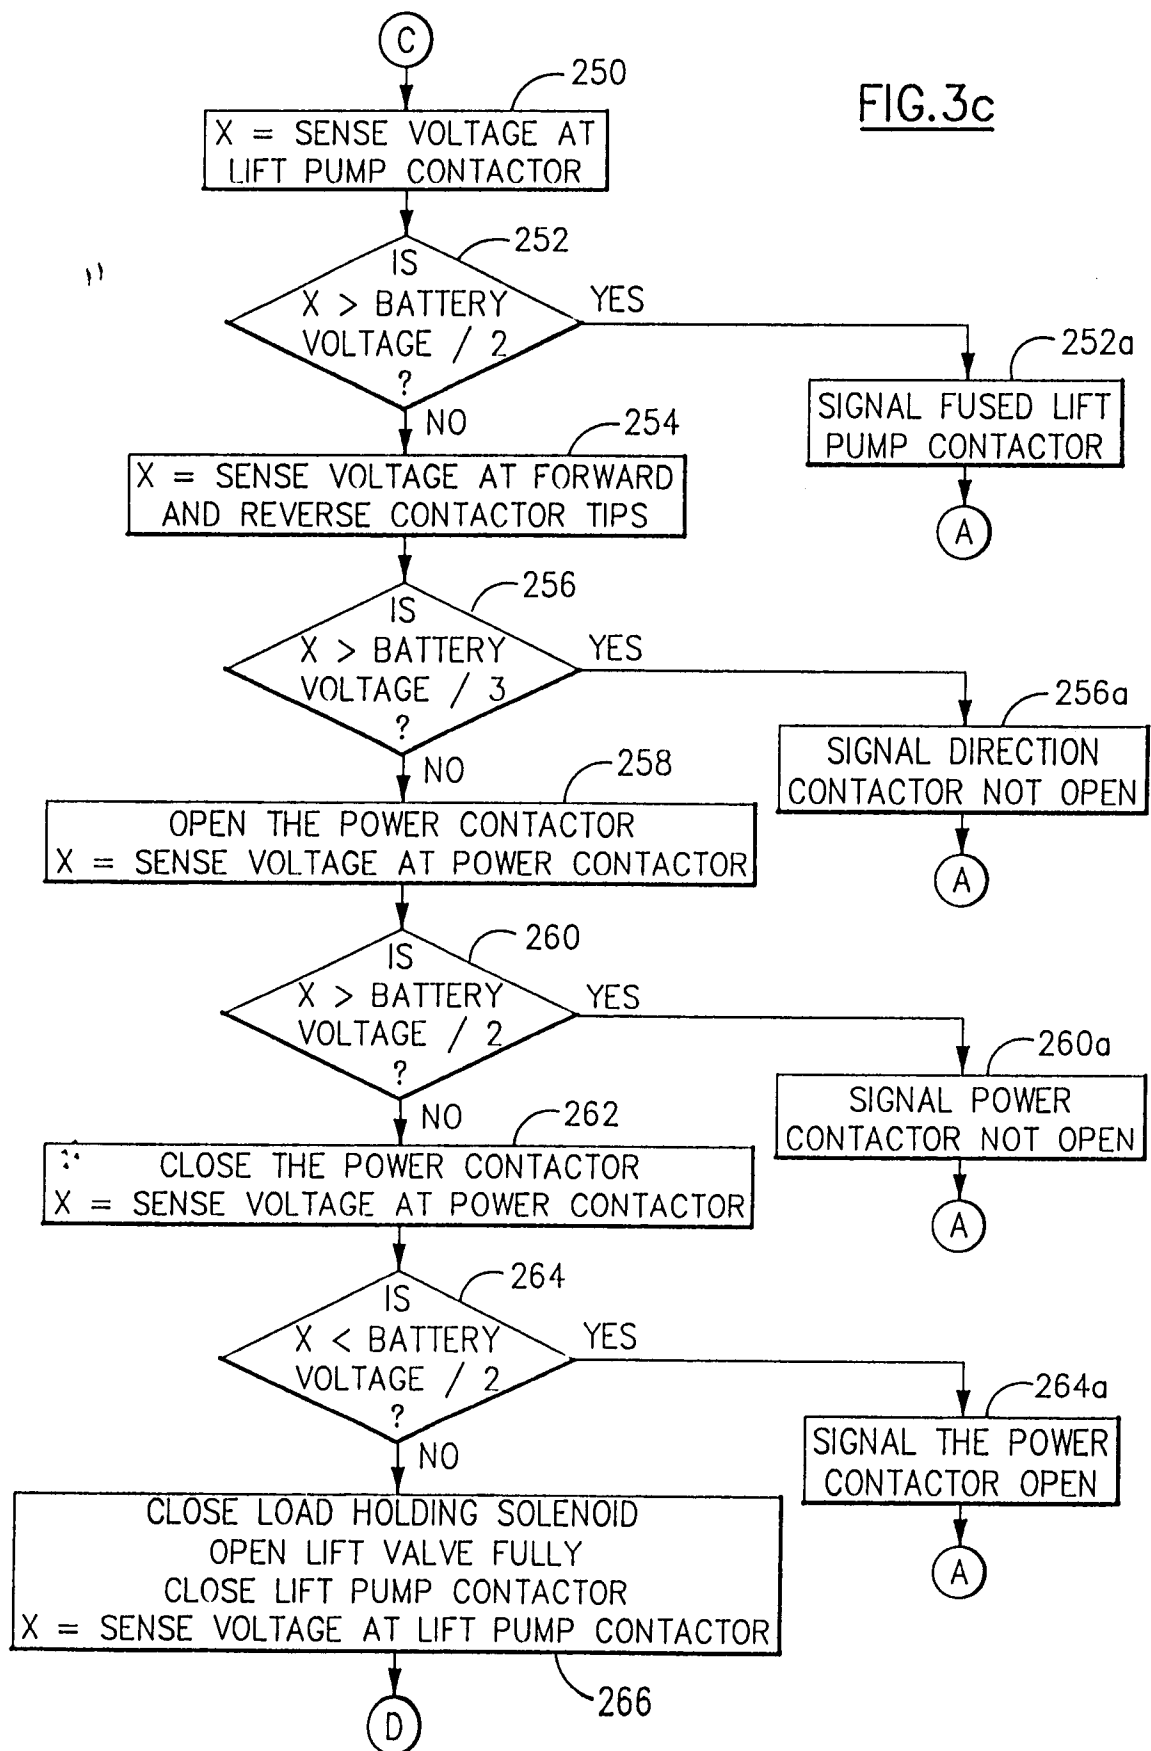 C
250
FIG.3c
X = SENSE VOLTAGE AT
LIFT PUMP CONTACTOR
252
IS
X > BATTERY
VOLTAGE / 2
?
YES
252a
SIGNAL FUSED LIFT
PUMP CONTACTOR
A
NO
254
X = SENSE VOLTAGE AT FORWARD
AND REVERSE CONTACTOR TIPS
256
IS
X > BATTERY
VOLTAGE / 3
?
YES
256a
SIGNAL DIRECTION
CONTACTOR NOT OPEN
A
NO
258
OPEN THE POWER CONTACTOR
X = SENSE VOLTAGE AT POWER CONTACTOR
260
IS
X > BATTERY
VOLTAGE / 2
?
YES
260a
SIGNAL POWER
CONTACTOR NOT OPEN
A
NO
262
CLOSE THE POWER CONTACTOR
X = SENSE VOLTAGE AT POWER CONTACTOR
264
IS
X < BATTERY
VOLTAGE / 2
?
YES
264a
SIGNAL THE POWER
CONTACTOR OPEN
A
NO
CLOSE LOAD HOLDING SOLENOID
OPEN LIFT VALVE FULLY
CLOSE LIFT PUMP CONTACTOR
X = SENSE VOLTAGE AT LIFT PUMP CONTACTOR
266
D